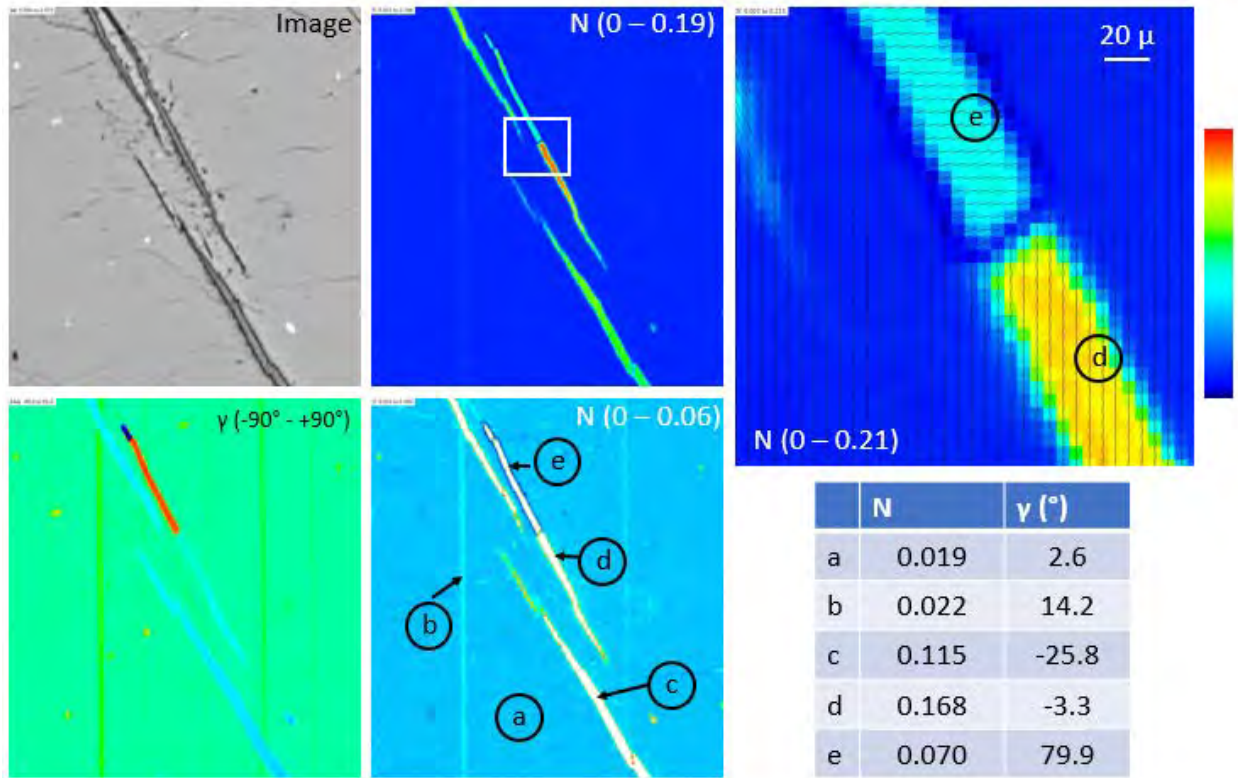 Image
N (0 – 0.19)
20 μ
e
d
N (0 – 0.21)
γ (-90° - +90°)
N (0 – 0.06)
e
d
b
c
a
N γ (°)
a 0.019 2.6
b 0.022 14.2
c 0.115 -25.8
d 0.168 -3.3
e 0.070 79.9